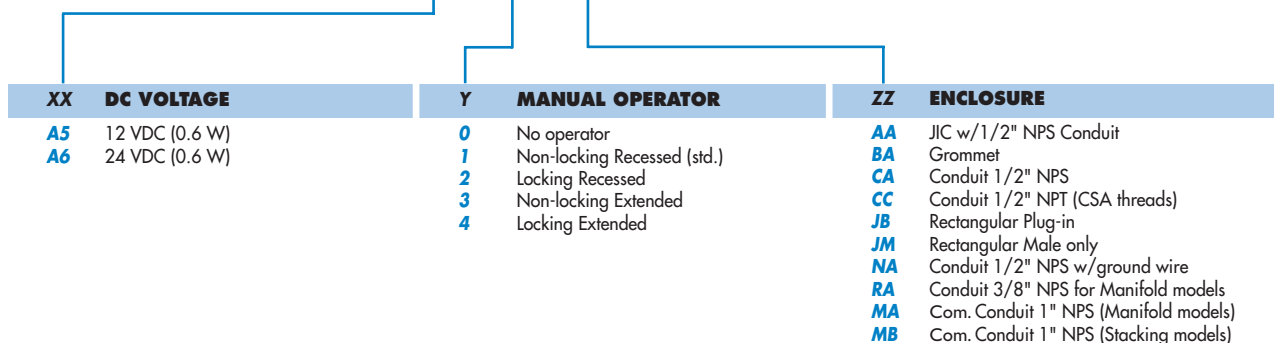 XX DC VOLTAGE
A5 12 VDC (0.6 W)
A6 24 VDC (0.6 W)
Y MANUAL OPERATOR
0 No operator
1 Non-locking Recessed (std.)
2 Locking Recessed
3 Non-locking Extended
4 Locking Extended
ZZ ENCLOSURE
AA JIC w/1/2" NPS Conduit
BA Grommet
CA Conduit 1/2" NPS
CC Conduit 1/2" NPT (CSA threads)
JB Rectangular Plug-in
JM Rectangular Male only
NA Conduit 1/2" NPS w/ground wire
RA Conduit 3/8" NPS for Manifold models
MA Com. Conduit 1" NPS (Manifold models)
MB Com. Conduit 1" NPS (Stacking models)